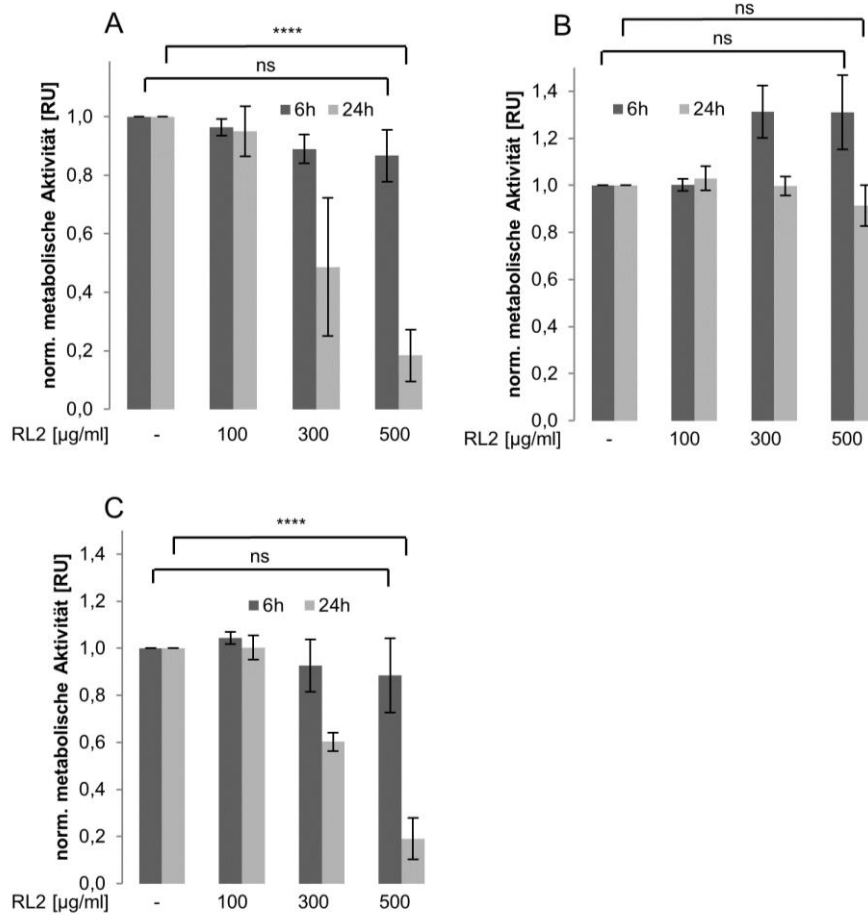 A
****
ns
6h 24h
norm. metabolische Aktivität [RU]
1,0
0,8
0,6
0,4
0,2
0,0
RL2 [µg/ml] - 100 300 500
B
ns
ns
6h 24h
norm. metabolische Aktivität [RU]
1,4
1,2
1,0
0,8
0,6
0,4
0,2
0,0
RL2 [µg/ml] - 100 300 500
C
****
ns
6h 24h
norm. metabolische Aktivität [RU]
1,4
1,2
1,0
0,8
0,6
0,4
0,2
0,0
RL2 [µg/ml] - 100 300 500